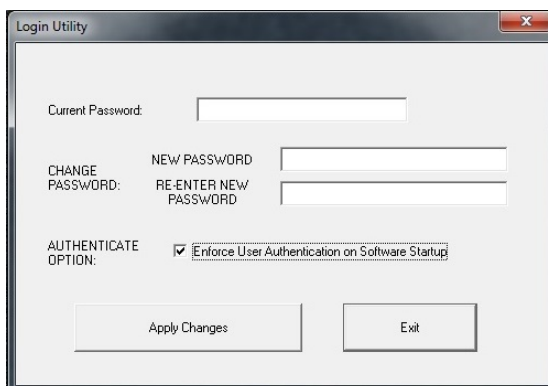 Login Utility
Current Password:
NEW PASSWORD
CHANGE
PASSWORD:
RE-ENTER NEW
PASSWORD
AUTHENTICATE
OPTION:
Enforce User Authentication on Software Startup
Apply Changes
Exit